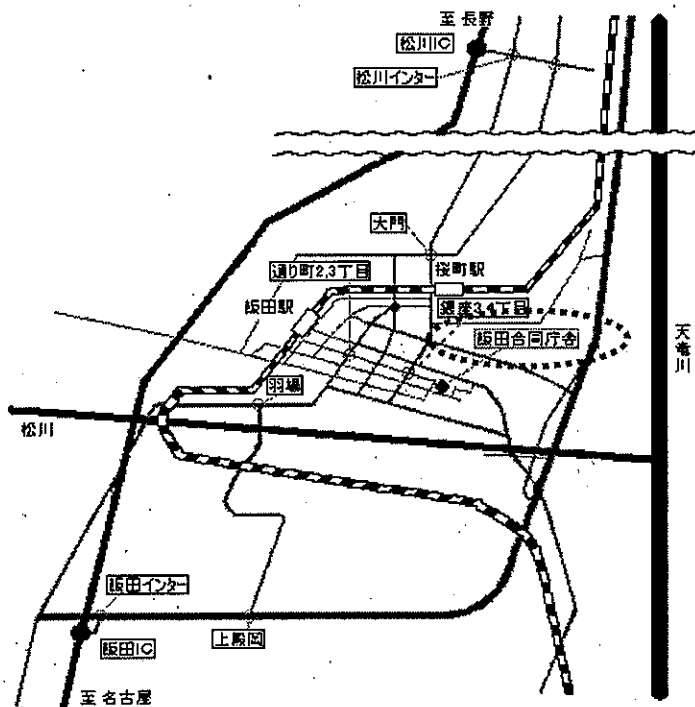 至 長野
松川IC
松川インター
大門
通り町2,3丁目
桜町駅
飯田駅
銀座3,4丁目
飯田合同庁舎
天竜川
羽場
松川
飯田インター
飯田IC
上殿岡
至 名古屋